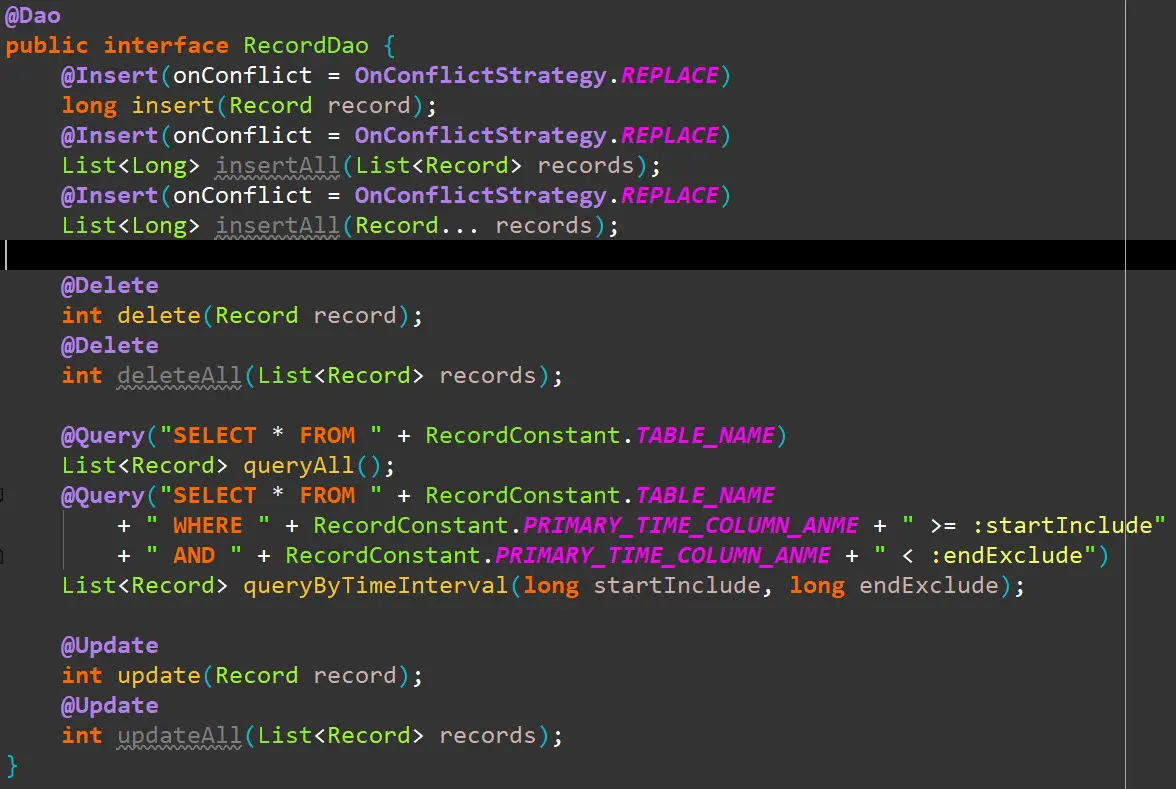 @Dao
public interface RecordDao {
    @Insert(onConflict = OnConflictStrategy.REPLACE)
    long insert(Record record);
    @Insert(onConflict = OnConflictStrategy.REPLACE)
    List<Long> insertAll(List<Record> records);
    @Insert(onConflict = OnConflictStrategy.REPLACE)
    List<Long> insertAll(Record... records);

    @Delete
    int delete(Record record);
    @Delete
    int deleteAll(List<Record> records);

    @Query("SELECT * FROM " + RecordConstant.TABLE_NAME)
    List<Record> queryAll();
    @Query("SELECT * FROM " + RecordConstant.TABLE_NAME
        + " WHERE " + RecordConstant.PRIMARY_TIME_COLUMN_ANME + " >= :startInclude"
        + " AND " + RecordConstant.PRIMARY_TIME_COLUMN_ANME + " < :endExclude")
    List<Record> queryByTimeInterval(long startInclude, long endExclude);

    @Update
    int update(Record record);
    @Update
    int updateAll(List<Record> records);
}